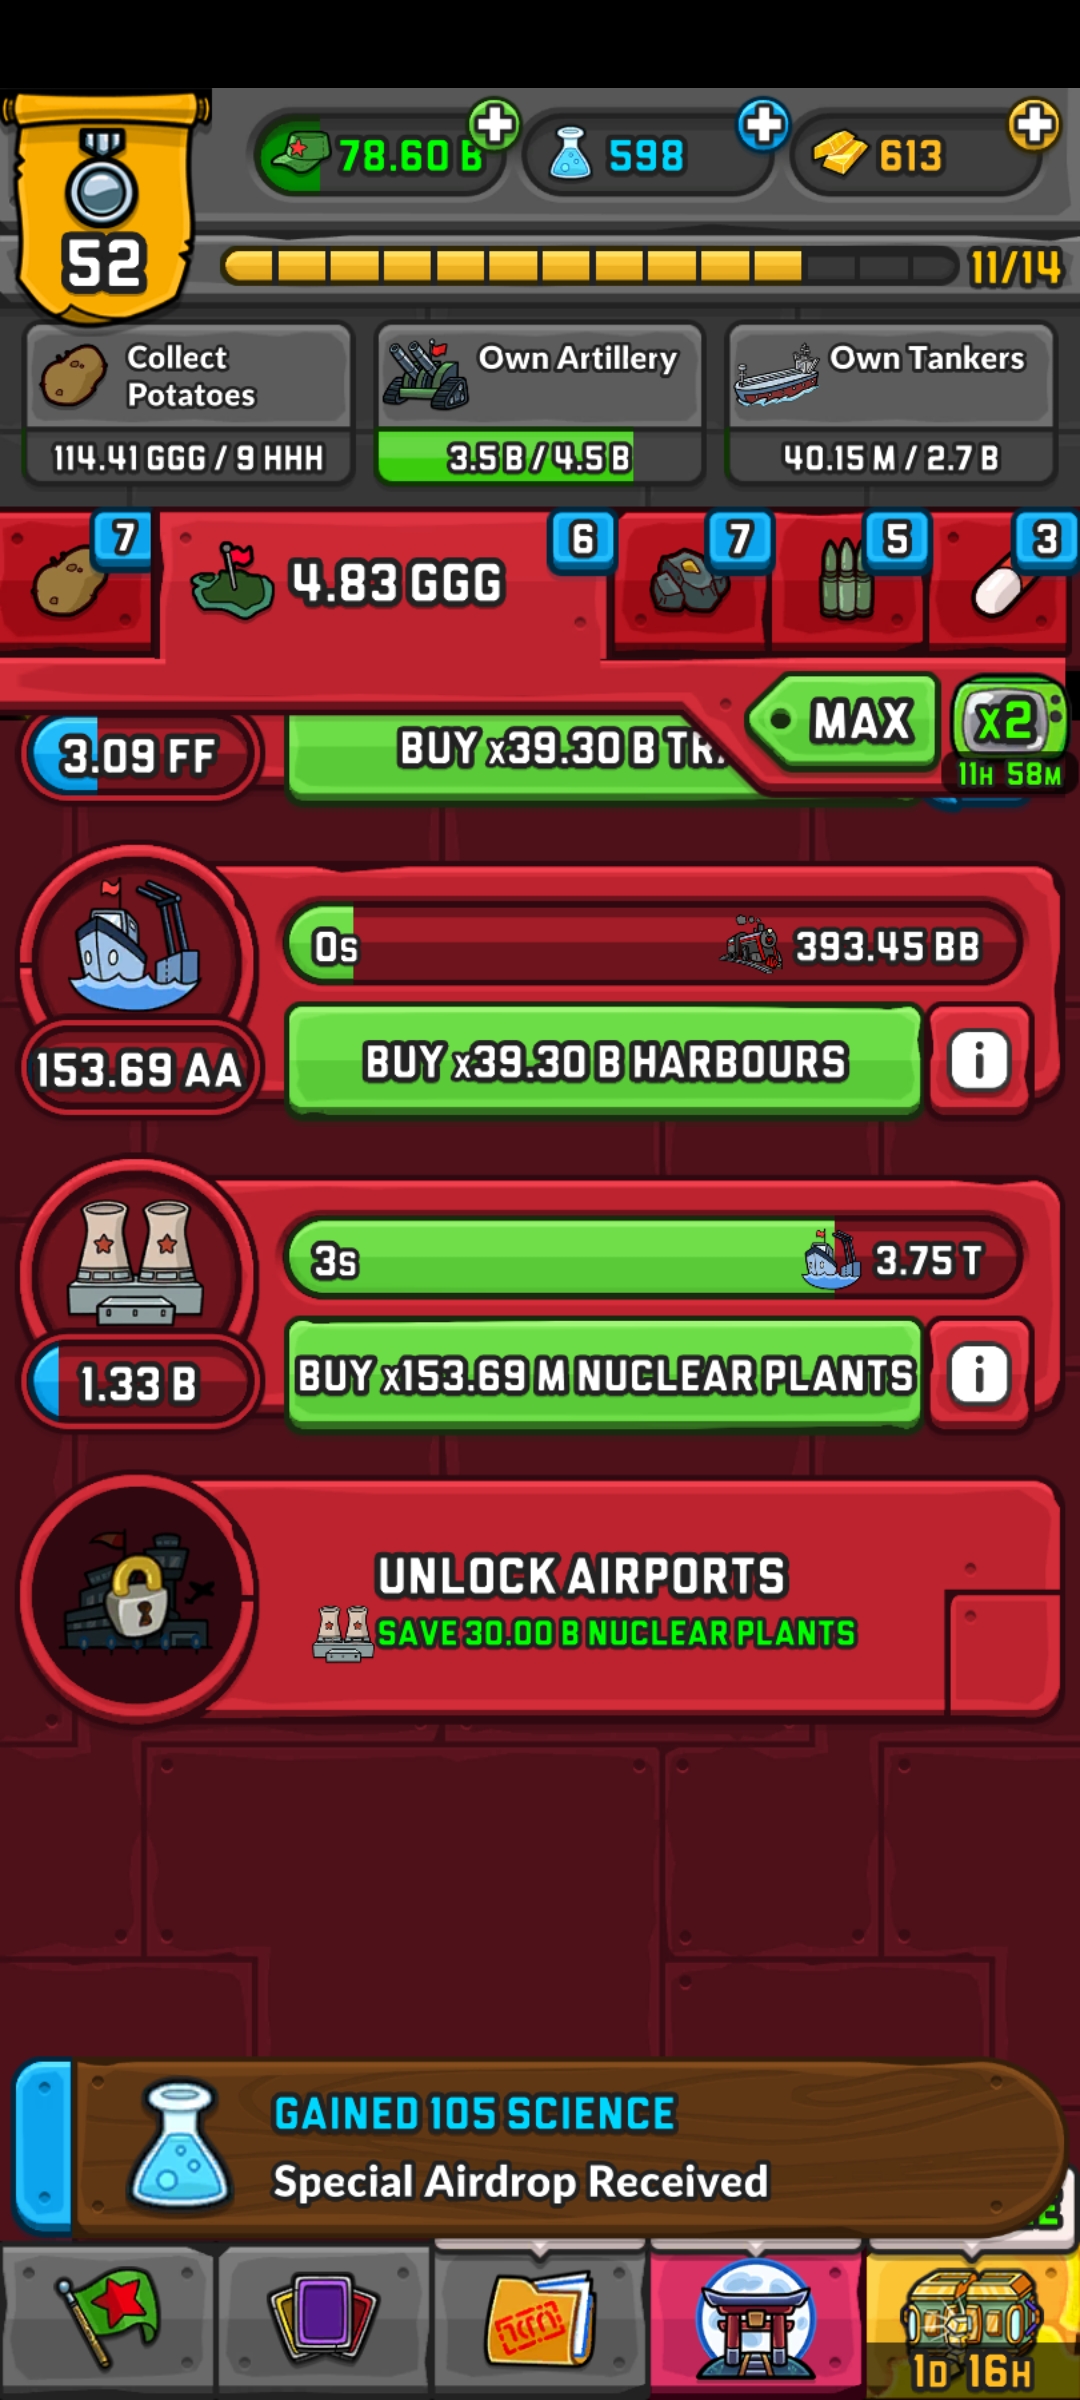 78.60 B
598
613
52
11/14
Collect
Potatoes
114.41 GGG / 9 HHH
Own Artillery
3.5 B / 4.5 B
Own Tankers
40.15 M / 2.7 B
7
4.83 GGG
6
7
5
3
MAX
x2
11H 58M
3.09 FF
BUY x39.30 B
0s
393.45 BB
153.69 AA
BUY x39.30 B HARBOURS
3s
3.75 T
1.33 B
BUY x153.69 M NUCLEAR PLANTS
UNLOCK AIRPORTS
SAVE 30.00 B NUCLEAR PLANTS
GAINED 105 SCIENCE
Special Airdrop Received
1D 16H